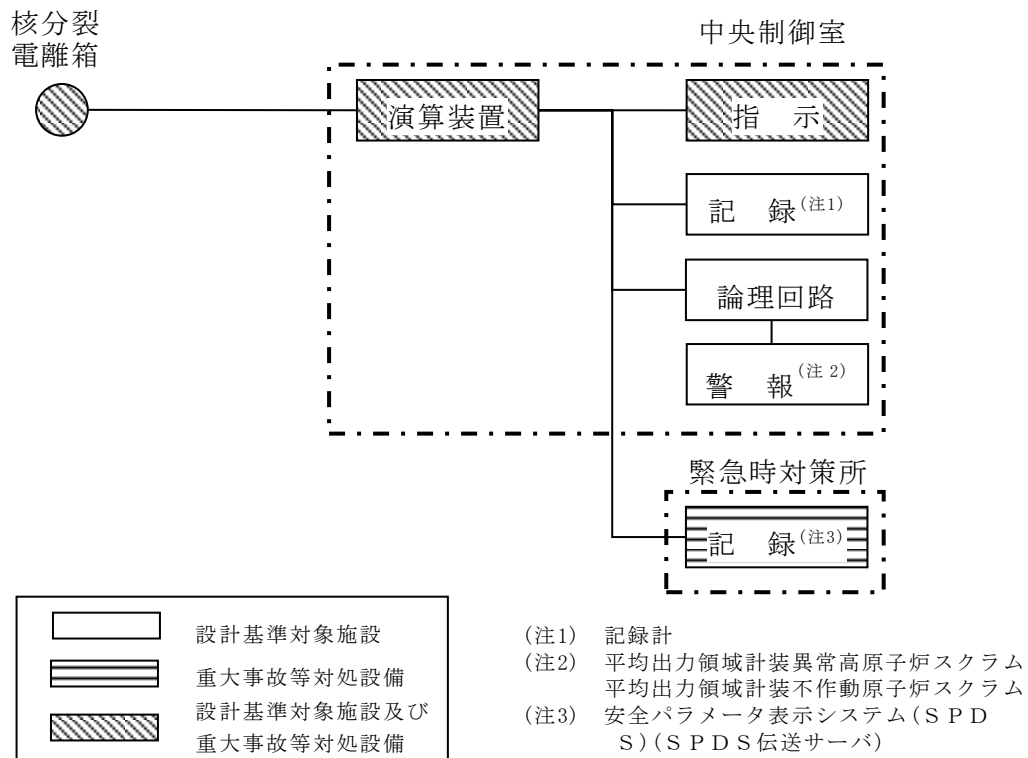 核分裂
電離箱
中央制御室
演算装置
指　示
記　録(注1)
論理回路
警　報(注 2)
緊急時対策所
記　録(注3)
設計基準対象施設
重大事故等対処設備
設計基準対象施設及び
重大事故等対処設備
(注1)　記録計
(注2)　平均出力領域計装異常高原子炉スクラム
平均出力領域計装不作動原子炉スクラム
(注3)　安全パラメータ表示システム(ＳＰＤ
Ｓ)(ＳＰＤＳ伝送サーバ)